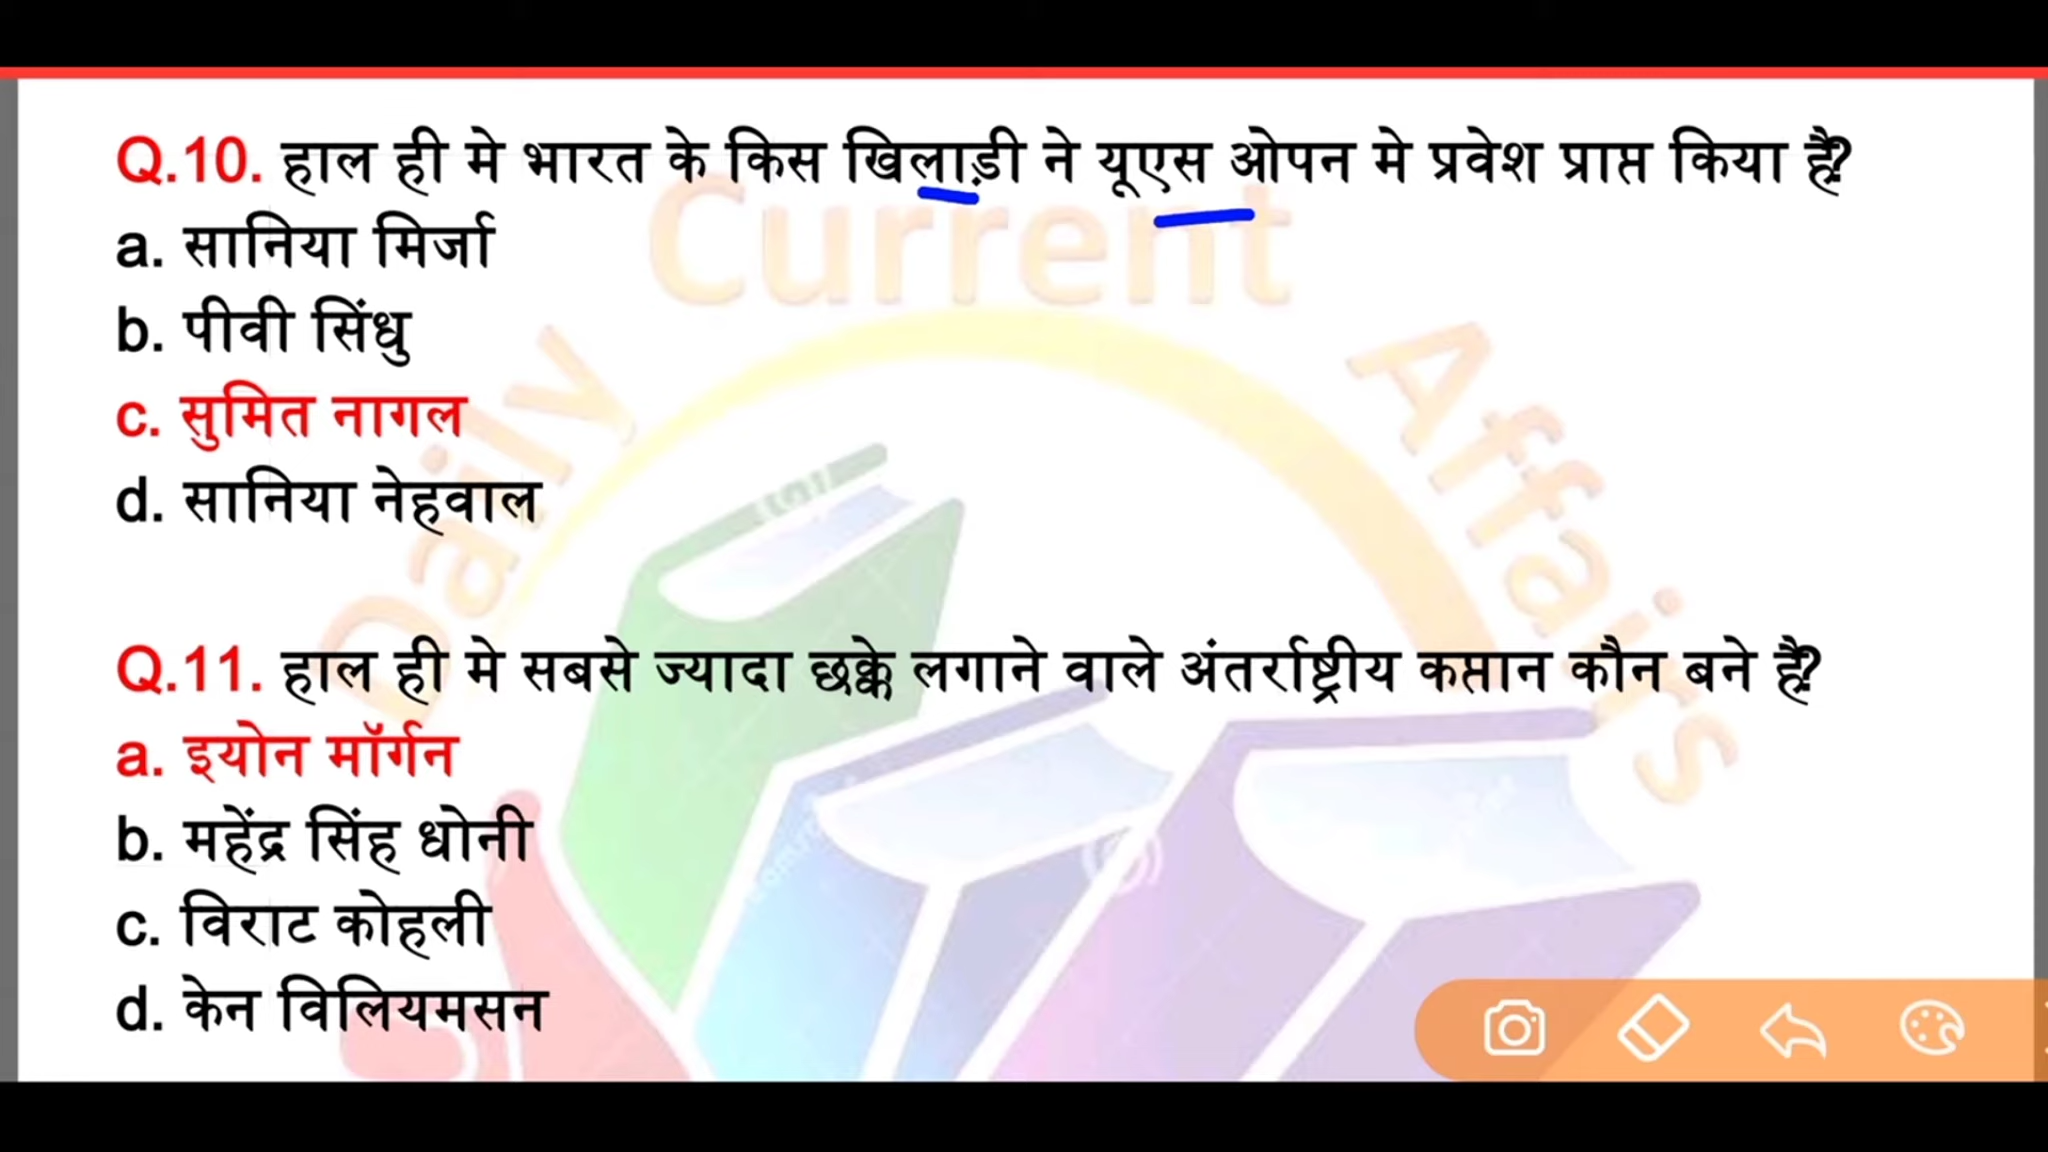 Q.10. हाल ही मे भारत के किस खिलाड़ी ने यूएस ओपन मे प्रवेश प्राप्त किया है?
a. सानिया मिर्जा
b. पीवी सिंधु
c. सुमित नागल
d. सानिया नेहवाल
Q.11. हाल ही मे सबसे ज्यादा छक्के लगाने वाले अंतर्राष्ट्रीय कप्तान कौन बने है?
a. इयोन मॉर्गन
b. महेंद्र सिंह धोनी
c. विराट कोहली
d. केन विलियमसन
Daily Current Affairs